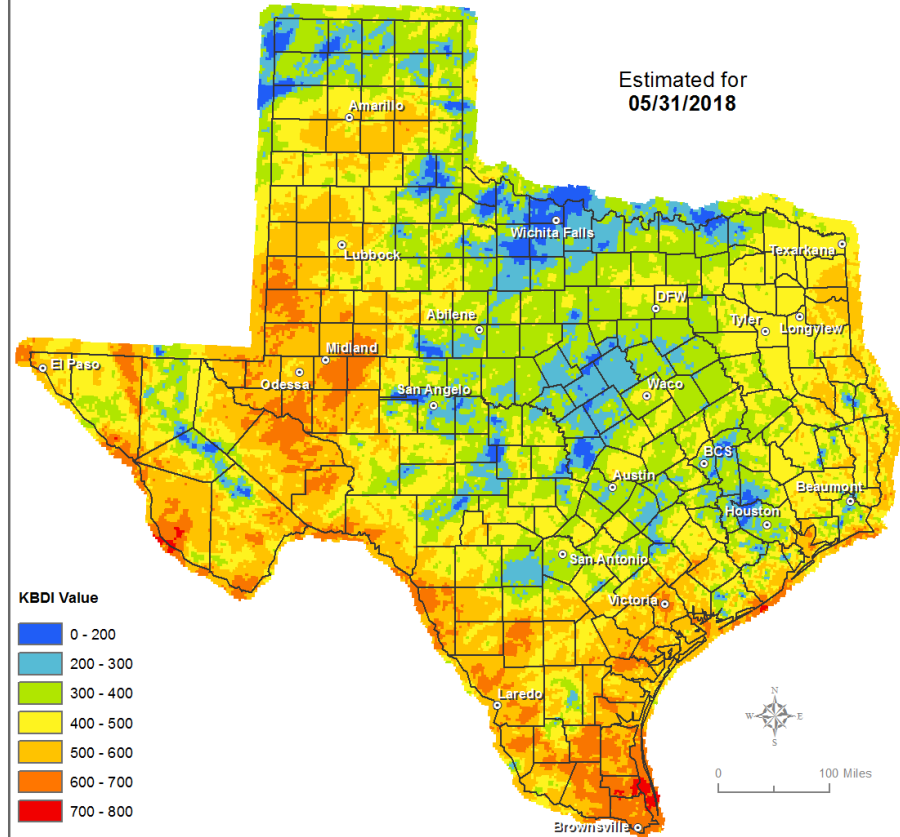 Estimated for
05/31/2018
Amarillo
Wichita Falls
Lubbock
Texarkana
DFW
Abilene
Tyler
Longview
Midland
El Paso
Odessa
San Angelo
Waco
BCS
Austin
Beaumont
Houston
San Antonio
Victoria
Laredo
Brownsville
KBDI Value
0 - 200
200 - 300
300 - 400
400 - 500
500 - 600
600 - 700
700 - 800
N
W E
S
0 100 Miles